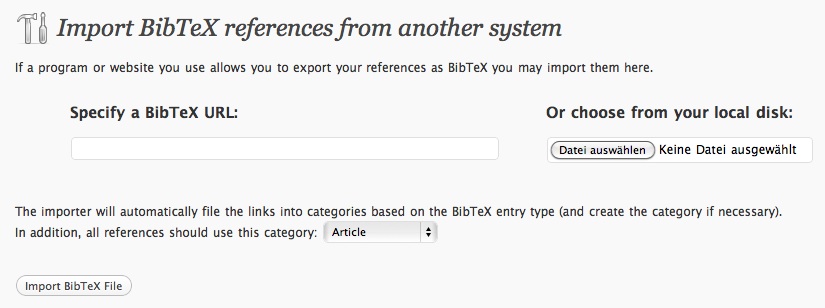 Import BibTeX references from another system
If a program or website you use allows you to export your references as BibTeX you may import them here.
Specify a BibTeX URL:
Or choose from your local disk:
Datei auswählen Keine Datei ausgewählt
The importer will automatically file the links into categories based on the BibTeX entry type (and create the category if necessary).
In addition, all references should use this category: Article
Import BibTeX File